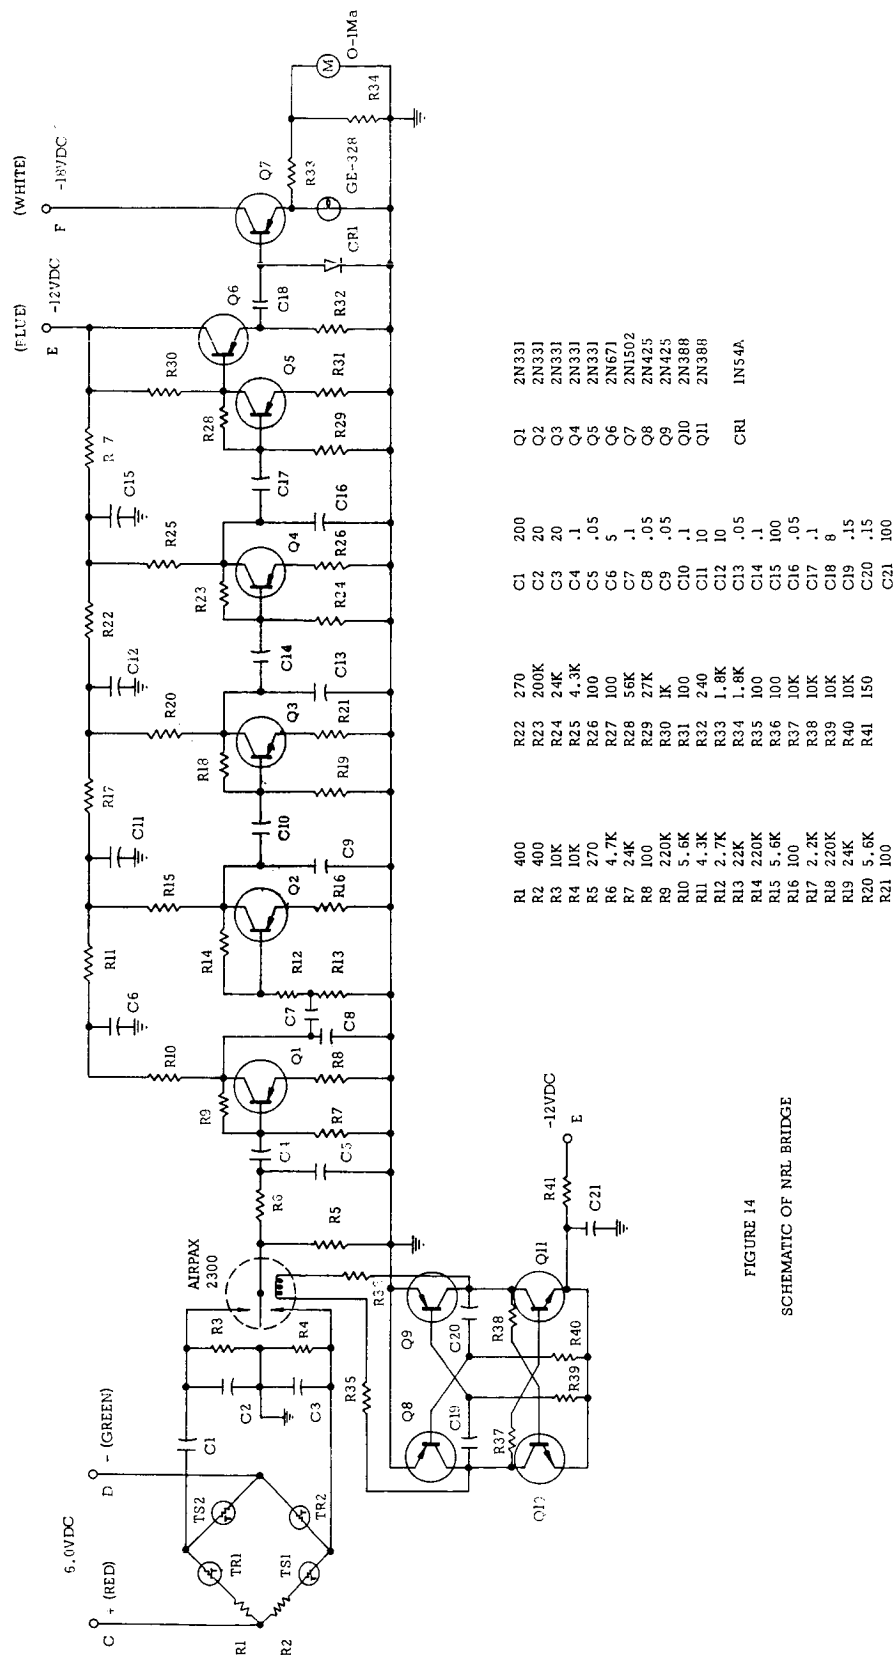 6.0VDC
C + (RED)
D - (GREEN)
R1
R2
TR1
TS1
TS2
TR2
C1
C2
C3
R3
R4
AIRPAX
2300
R5
R6
C4
C5
R7
R8
R9
R10
Q1
C6
C7
C8
R11
R12
R13
R14
R15
R16
Q2
C9
C10
C11
R17
R18
R19
R20
R21
Q3
C12
C13
C14
R22
R23
R24
R25
R26
Q4
C15
C16
C17
R28
R29
R30
R31
Q5
Q6
(BLUE)
-12VDC
E
C18
R32
CR1
Q7
(WHITE)
-18VDC
F
R33
GE-328
R34
M
0-1Ma
R35
Q8
Q9
C19
C20
R37
R38
R39
R40
Q10
Q11
R41
C21
-12VDC
E
R1 400 R22 270 C1 200 Q1 2N331
R2 400 R23 200K C2 20 Q2 2N331
R3 10K R24 24K C3 20 Q3 2N331
R4 10K R25 4.3K C4 .1 Q4 2N331
R5 270 R26 100 C5 .05 Q5 2N331
R6 4.7K R27 100 C6 5 Q6 2N671
R7 24K R28 56K C7 .1 Q7 2N1502
R8 100 R29 27K C8 .05 Q8 2N425
R9 220K R30 1K C9 .05 Q9 2N425
R10 5.6K R31 100 C10 .1 Q10 2N388
R11 4.3K R32 240 C11 10 Q11 2N388
R12 2.7K R33 1.8K C12 10
R13 22K R34 1.8K C13 .05 CR1 1N54A
R14 220K R35 100 C14 .1
R15 5.6K R36 100 C15 100
R16 100 R37 10K C16 .05
R17 2.2K R38 10K C17 .1
R18 220K R39 10K C18 8
R19 24K R40 10K C19 .15
R20 5.6K R41 150 C20 .15
R21 100 C21 100
FIGURE 14
SCHEMATIC OF NRL BRIDGE